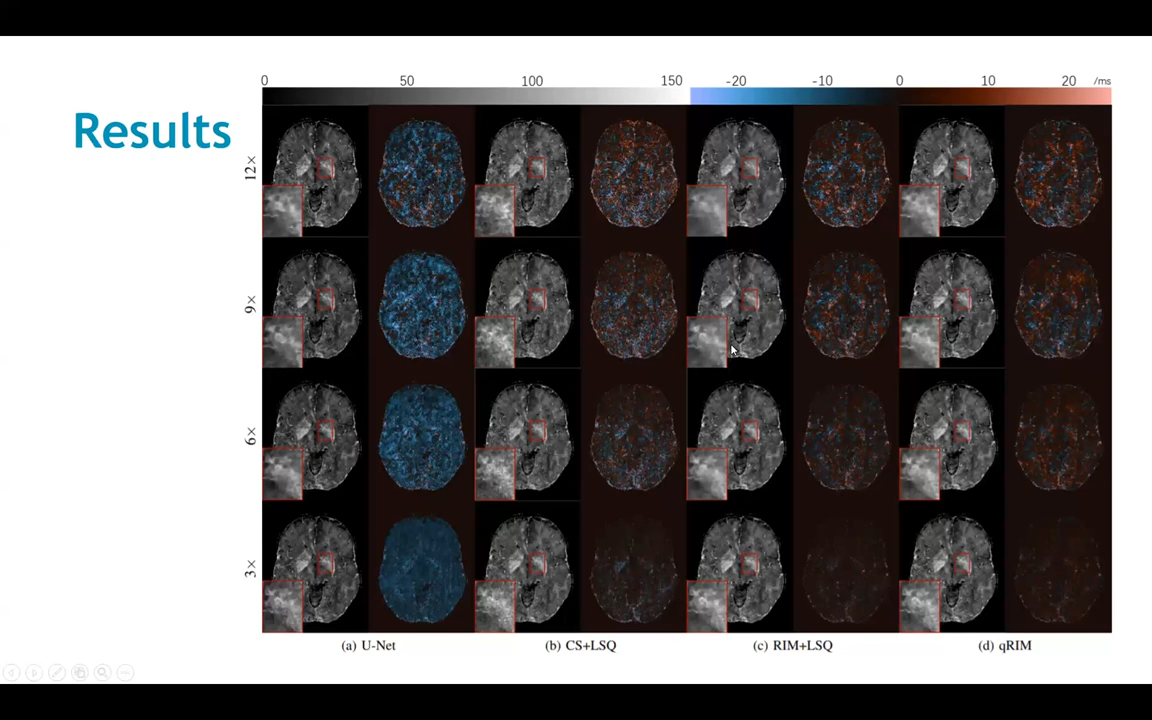 0 50 100 150 -20 -10 0 10 20 /ms
Results
12×
9×
6×
3×
(a) U-Net (b) CS+LSQ (c) RIM+LSQ (d) qRIM